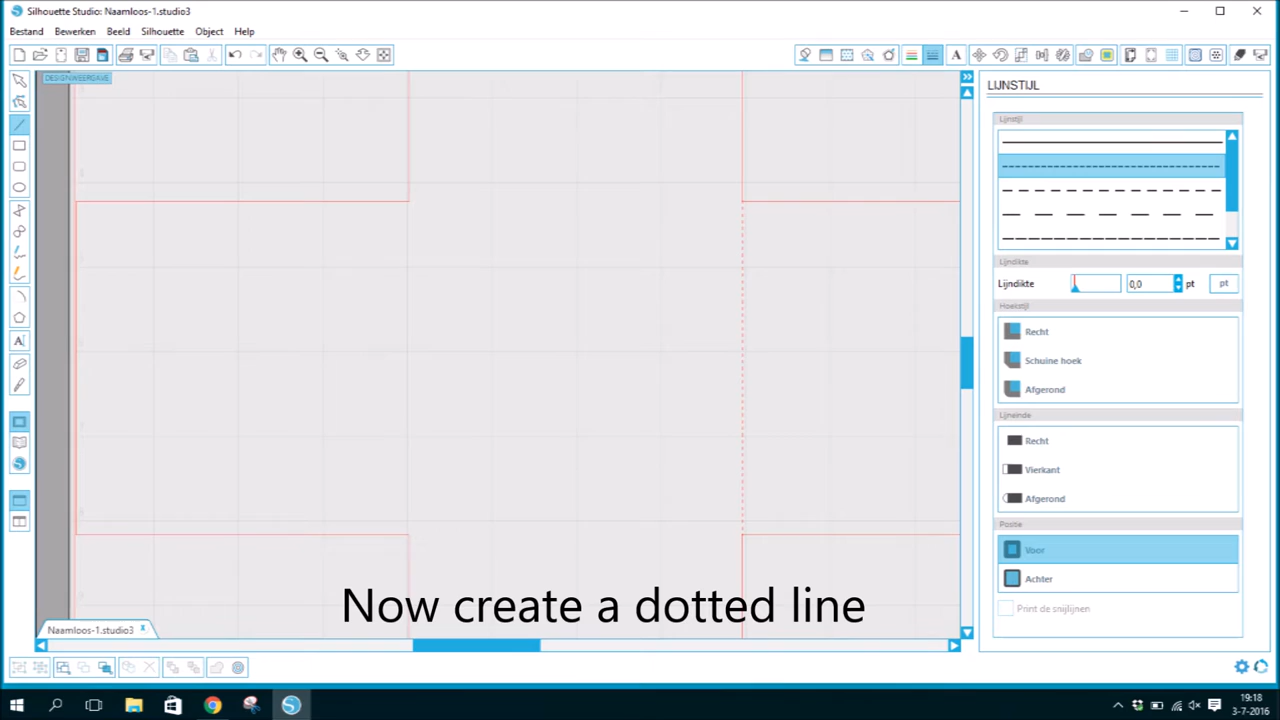 Silhouette Studio: Naamloos-1.studio3
Bestand Bewerken Beeld Silhouette Object Help
DESIGNWEERGAVE
LIJNSTIJL
Lijnstijl
Lijndikte
Lijndikte 0,0 pt pt
Hoekstijl
Recht
Schuine hoek
Afgerond
Lijneinde
Recht
Vierkant
Afgerond
Positie
Voor
Achter
Print de snijlijnen
Now create a dotted line
Naamloos-1.studio3
19:18
3-7-2016